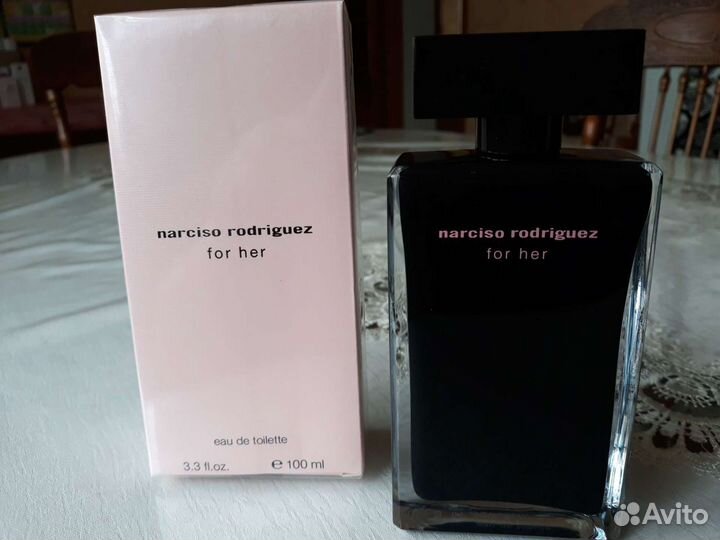 narciso rodriguez
for her
eau de toilette
3.3 fl.oz. e 100 ml
narciso rodriguez
for her
Avito